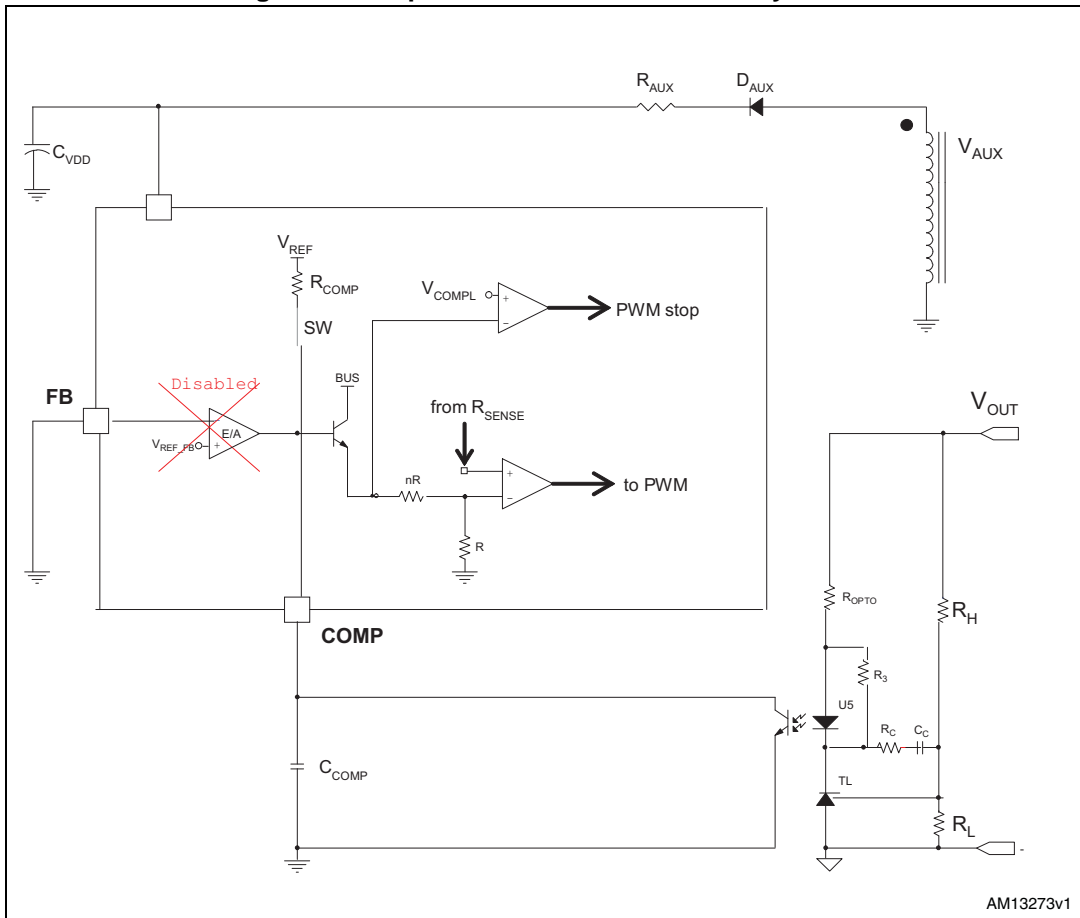 R_AUX
D_AUX
C_VDD
V_AUX
V_REF
R_COMP
V_COMPL
+
−
PWM stop
SW
BUS
FB
Disabled
E/A
V_REF_FB
+
from R_SENSE
+
−
to PWM
nR
R
V_OUT
COMP
R_OPTO
R_H
R_3
U5
R_C
C_C
C_COMP
TL
R_L
-
AM13273v1